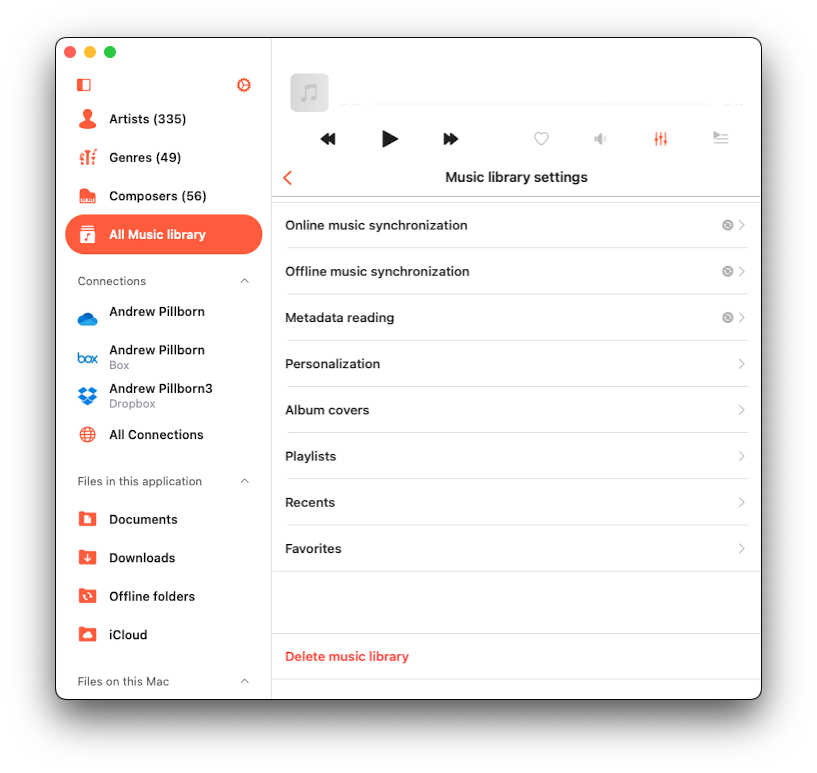 Artists (335)
Genres (49)
Composers (56)
All Music library
Connections
Andrew Pillborn
box
Andrew Pillborn
Box
Andrew Pillborn3
Dropbox
All Connections
Files in this application
Documents
Downloads
Offline folders
iCloud
Files on this Mac
--:--
--:--
Music library settings
Online music synchronization
Offline music synchronization
Metadata reading
Personalization
Album covers
Playlists
Recents
Favorites
Delete music library